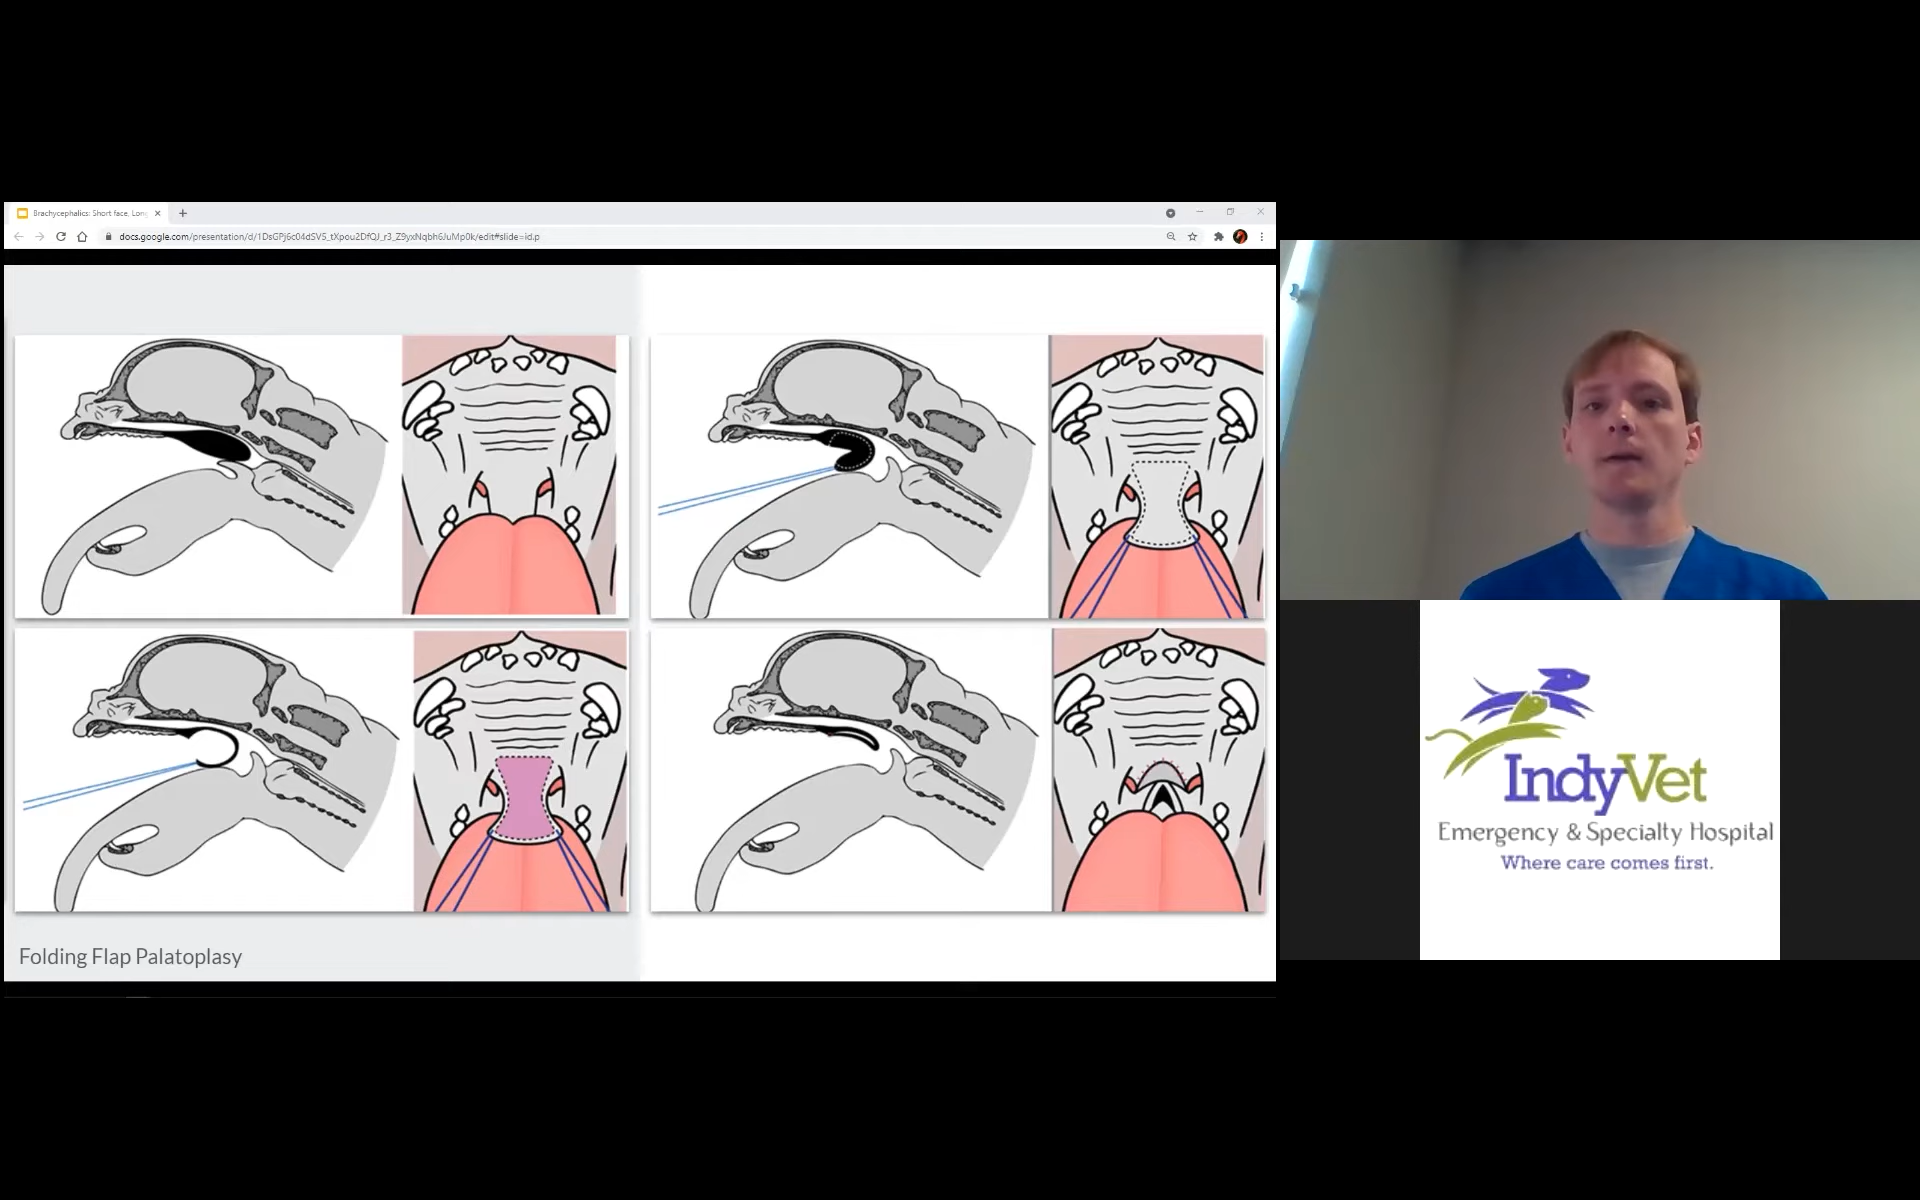 Brachycephalics: Short face, Lon
docs.google.com/presentation/d/1DsGPj6c04dSV5_tXpou2DfQJ_r3_Z9yxNqbh6JuMp0k/edit#slide=id.p
Folding Flap Palatoplasy
IndyVet
Emergency & Specialty Hospital
Where care comes first.